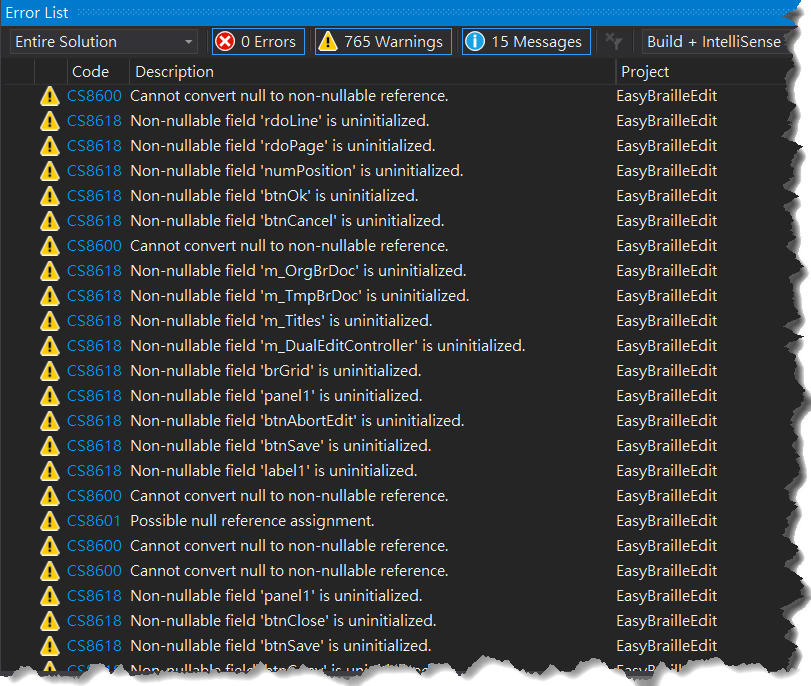 Error List
Entire Solution 0 Errors 765 Warnings 15 Messages Build + IntelliSense
Code Description Project
CS8600 Cannot convert null to non-nullable reference. EasyBrailleEdit
CS8618 Non-nullable field 'rdoLine' is uninitialized. EasyBrailleEdit
CS8618 Non-nullable field 'rdoPage' is uninitialized. EasyBrailleEdit
CS8618 Non-nullable field 'numPosition' is uninitialized. EasyBrailleEdit
CS8618 Non-nullable field 'btnOk' is uninitialized. EasyBrailleEdit
CS8618 Non-nullable field 'btnCancel' is uninitialized. EasyBrailleEdit
CS8600 Cannot convert null to non-nullable reference. EasyBrailleEdit
CS8618 Non-nullable field 'm_OrgBrDoc' is uninitialized. EasyBrailleEdit
CS8618 Non-nullable field 'm_TmpBrDoc' is uninitialized. EasyBrailleEdit
CS8618 Non-nullable field 'm_Titles' is uninitialized. EasyBrailleEdit
CS8618 Non-nullable field 'm_DualEditController' is uninitialized. EasyBrailleEdit
CS8618 Non-nullable field 'brGrid' is uninitialized. EasyBrailleEdit
CS8618 Non-nullable field 'panel1' is uninitialized. EasyBrailleEdit
CS8618 Non-nullable field 'btnAbortEdit' is uninitialized. EasyBrailleEdit
CS8618 Non-nullable field 'btnSave' is uninitialized. EasyBrailleEdit
CS8618 Non-nullable field 'label1' is uninitialized. EasyBrailleEdit
CS8600 Cannot convert null to non-nullable reference. EasyBrailleEdit
CS8601 Possible null reference assignment. EasyBrailleEdit
CS8600 Cannot convert null to non-nullable reference. EasyBrailleEdit
CS8600 Cannot convert null to non-nullable reference. EasyBrailleEdit
CS8618 Non-nullable field 'panel1' is uninitialized. EasyBrailleEdit
CS8618 Non-nullable field 'btnClose' is uninitialized. EasyBrailleEdit
CS8618 Non-nullable field 'btnSave' is uninitialized. EasyBrailleEdit
Non-nullable field